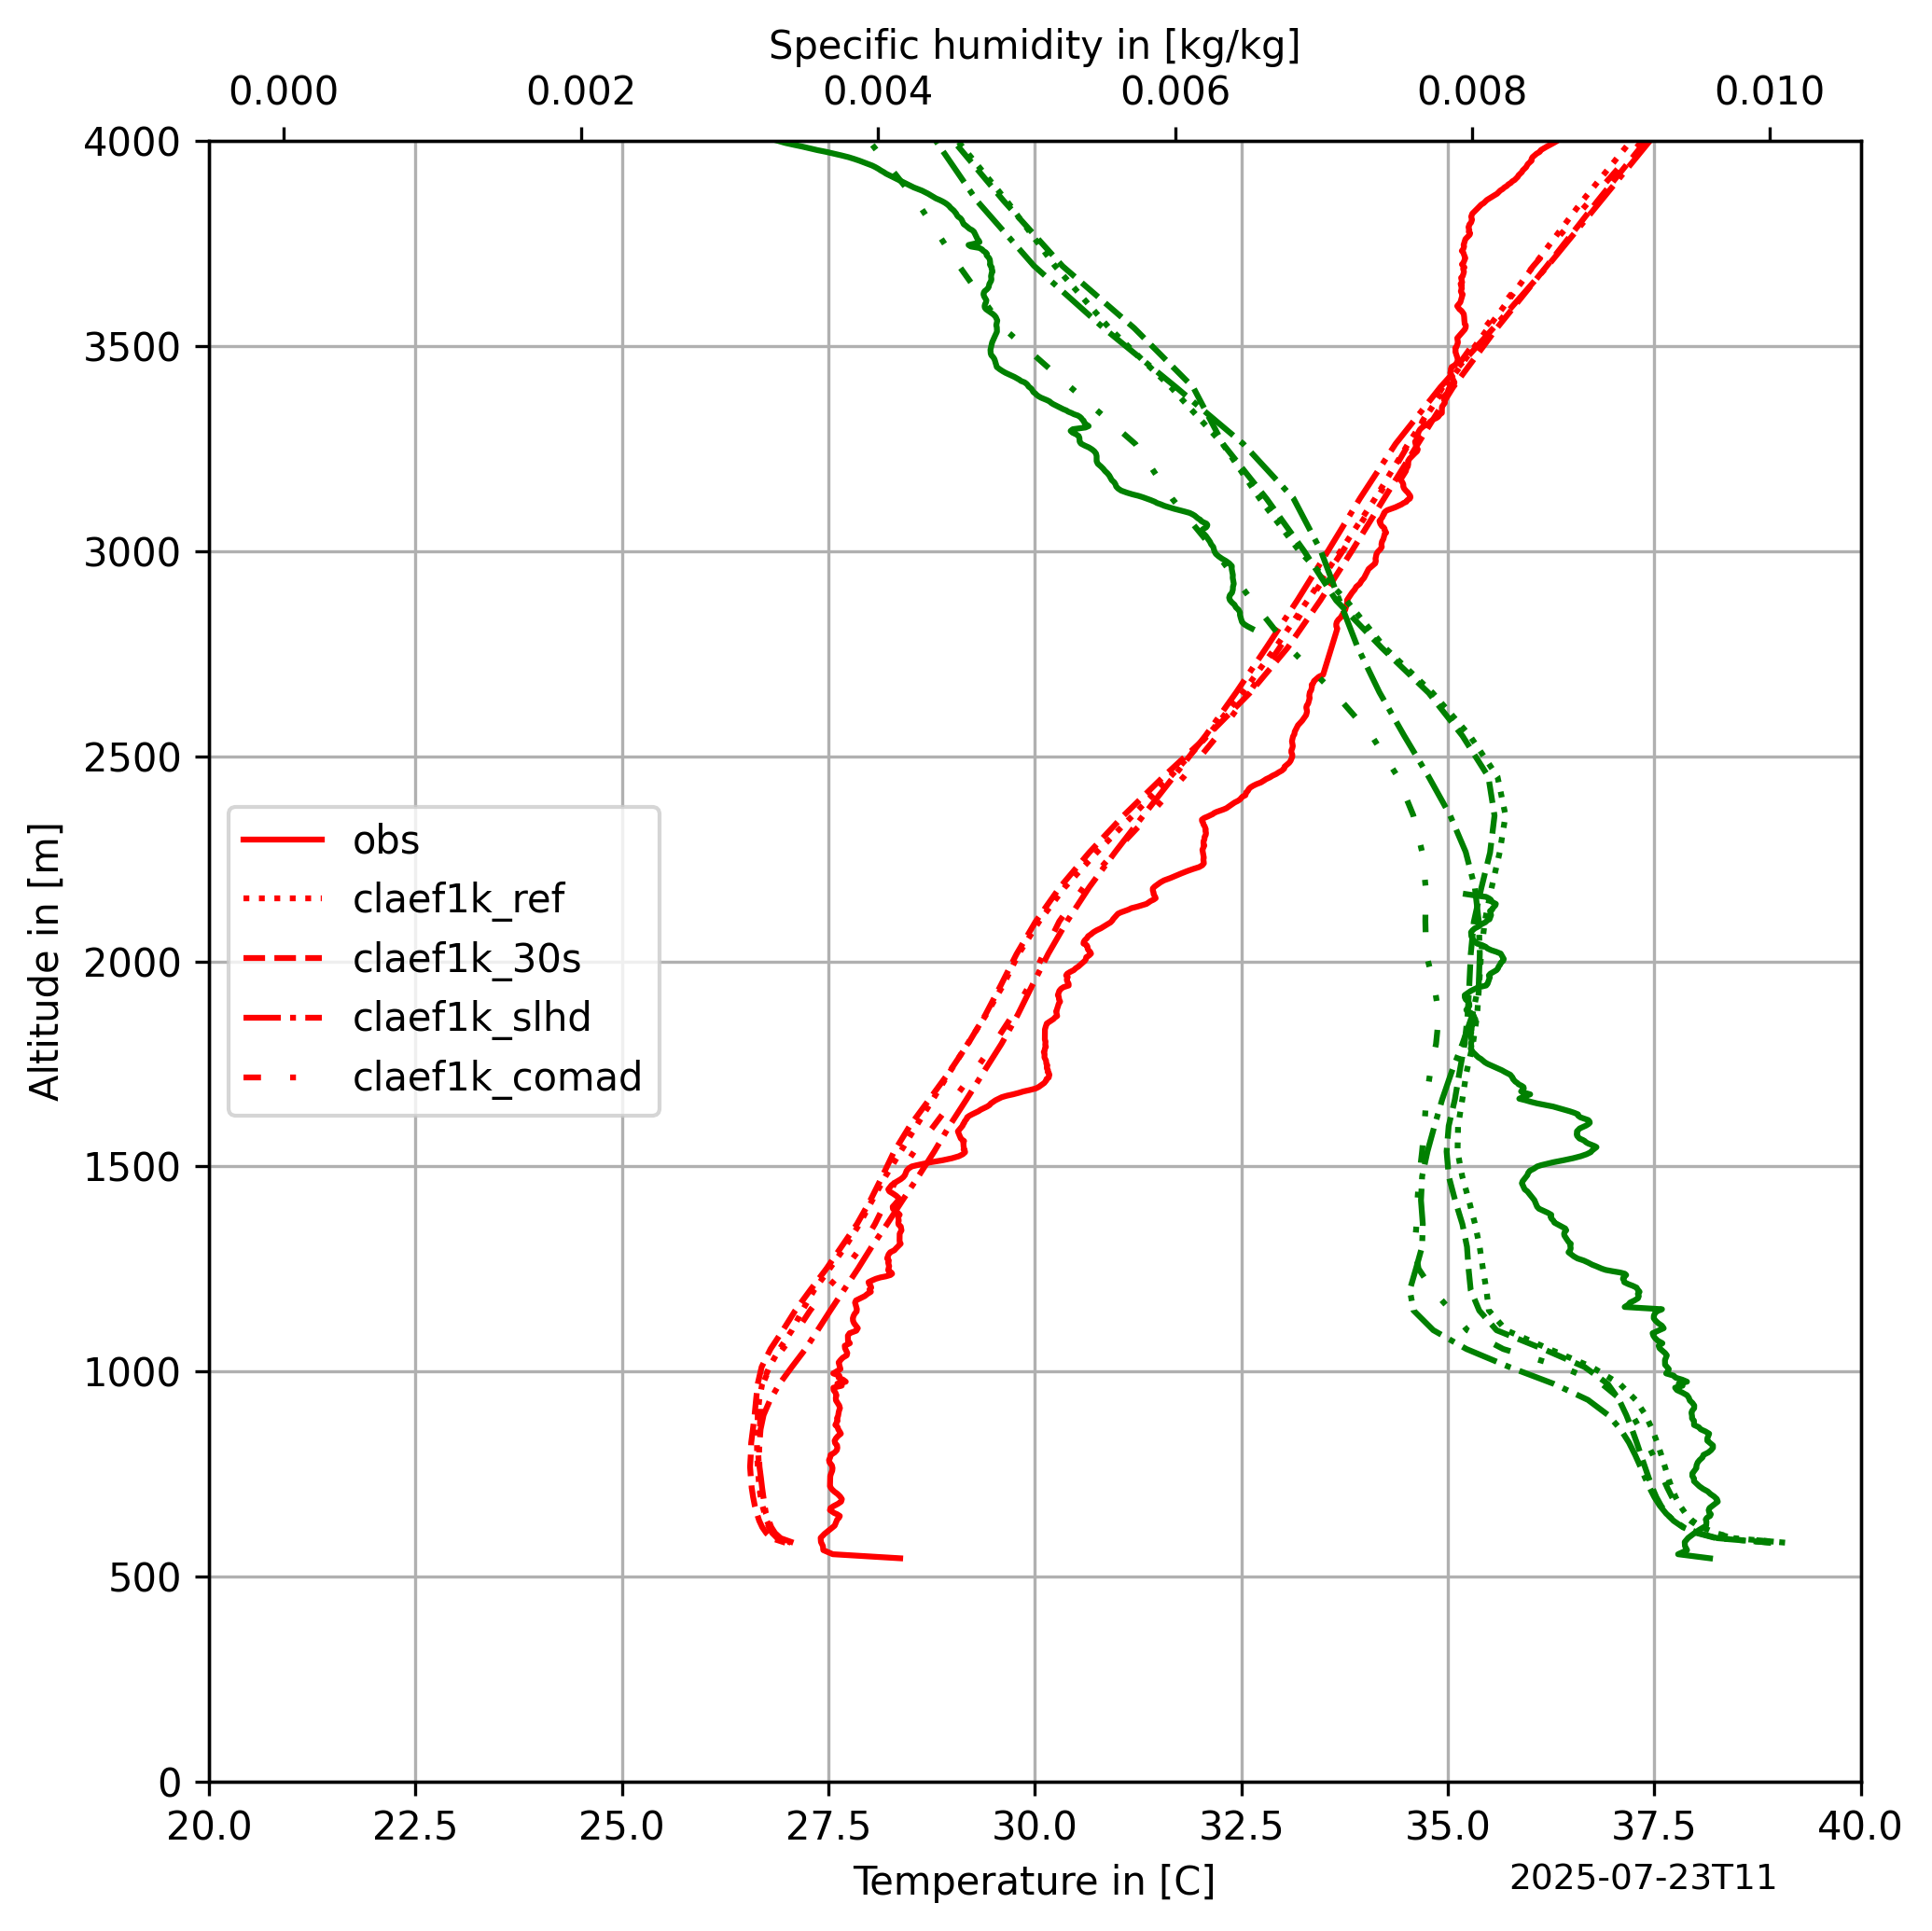 Specific humidity in [kg/kg]
0.000 0.002 0.004 0.006 0.008 0.010
4000
3500
3000
2500
2000
1500
1000
500
0
Altitude in [m]
obs
claef1k_ref
claef1k_30s
claef1k_slhd
claef1k_comad
20.0 22.5 25.0 27.5 30.0 32.5 35.0 37.5 40.0
Temperature in [C]
2025-07-23T11